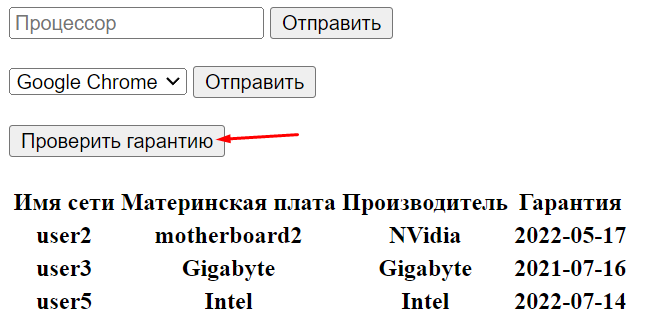 Процессор Отправить
Google Chrome Отправить
Проверить гарантию
Имя сети Материнская плата Производитель Гарантия
user2 motherboard2 NVidia 2022-05-17
user3 Gigabyte Gigabyte 2021-07-16
user5 Intel Intel 2022-07-14